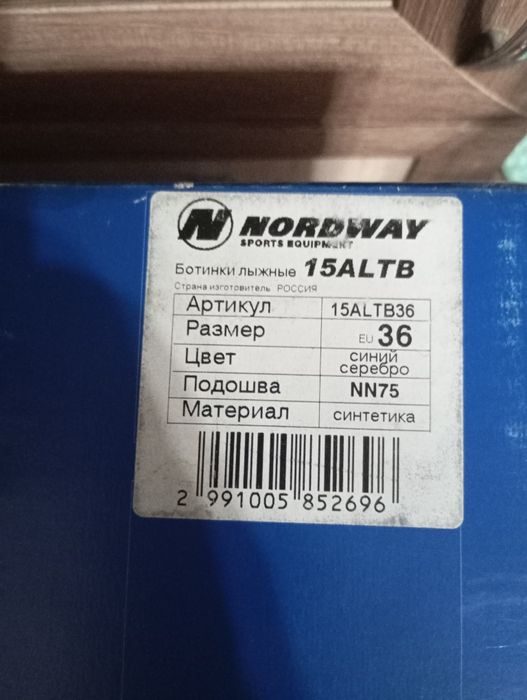 NORDWAY
SPORTS EQUIPMENT
Ботинки лыжные 15ALTB
Страна изготовитель РОССИЯ
Артикул 15ALTB36
Размер EU 36
Цвет синий серебро
Подошва NN75
Материал синтетика
2 991005 852696